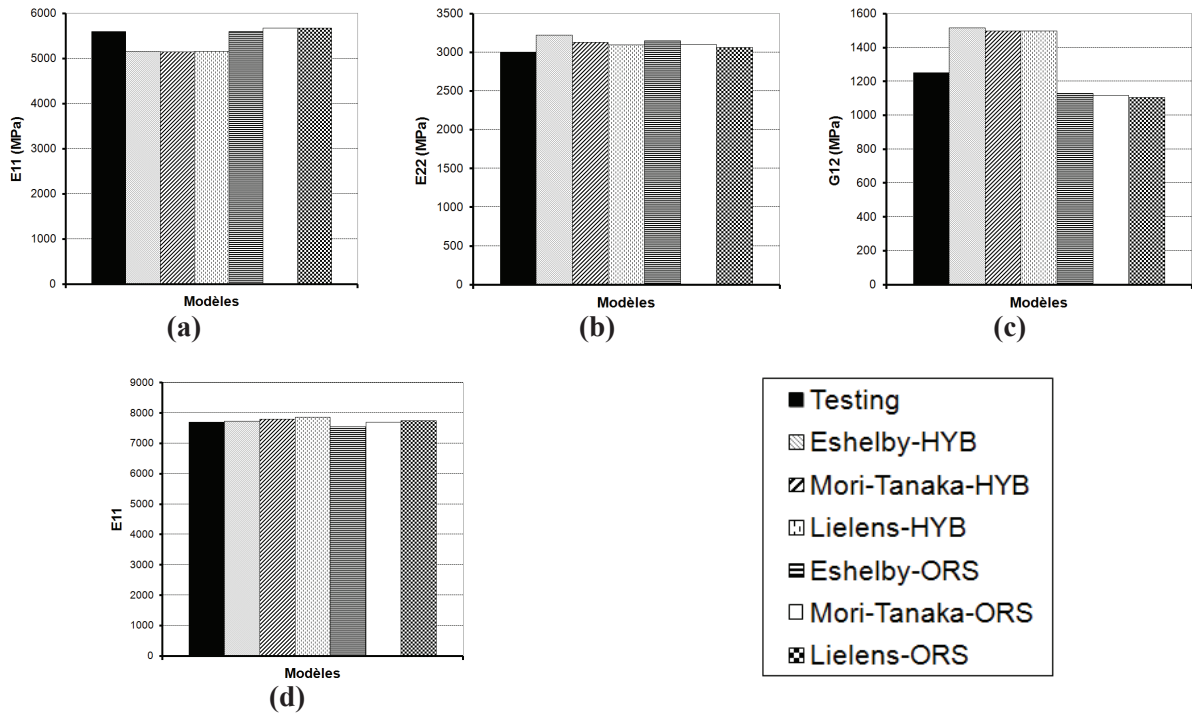 6000
5000
4000
3000
2000
1000
0
E11 (MPa)
Modèles
(a)
3500
3000
2500
2000
1500
1000
500
0
E22 (MPa)
Modèles
(b)
1600
1400
1200
1000
800
600
400
200
0
G12 (MPa)
Modèles
(c)
9000
8000
7000
6000
5000
4000
3000
2000
1000
0
E11
Modèles
(d)
Testing
Eshelby-HYB
Mori-Tanaka-HYB
Lielens-HYB
Eshelby-ORS
Mori-Tanaka-ORS
Lielens-ORS